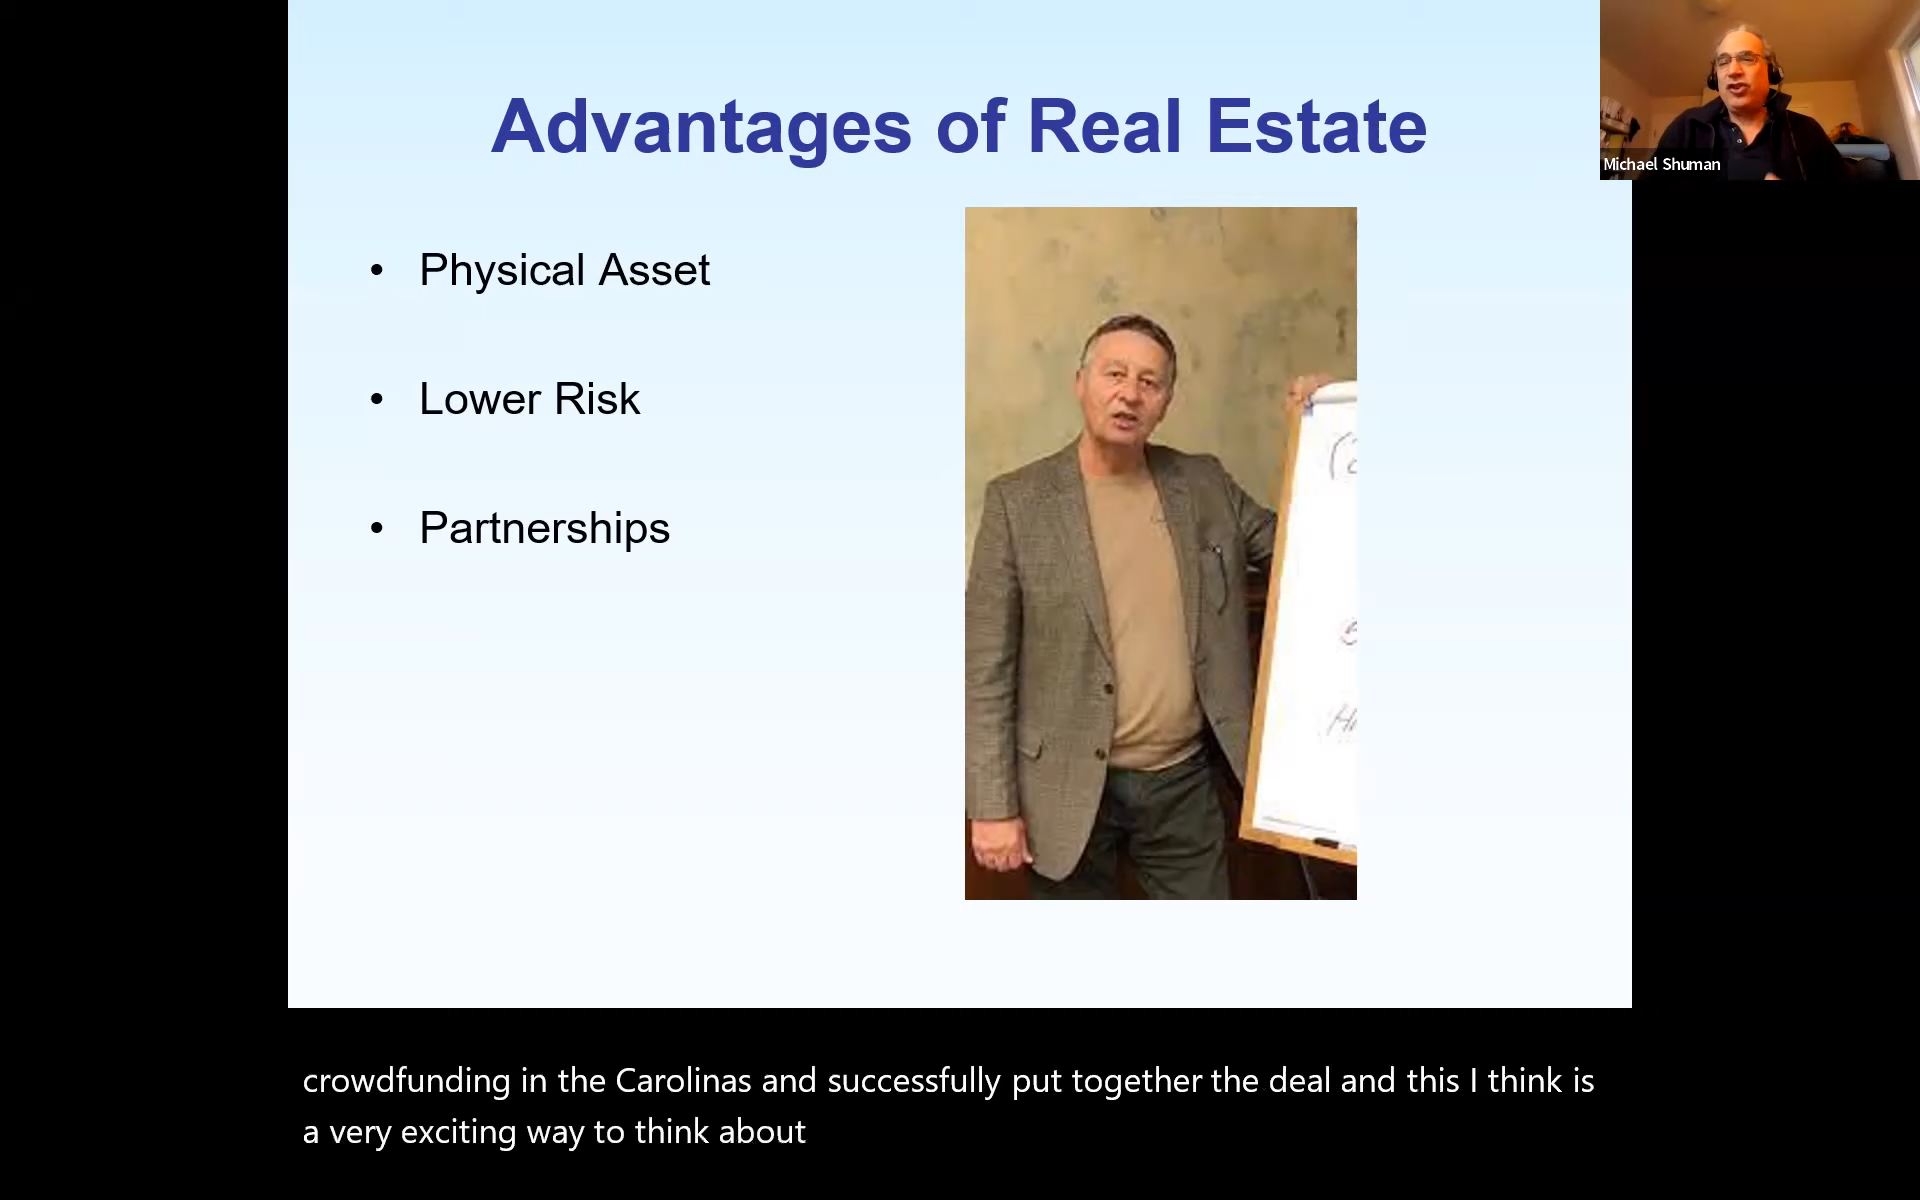 Advantages of Real Estate
Michael Shuman
• Physical Asset
• Lower Risk
• Partnerships
crowdfunding in the Carolinas and successfully put together the deal and this I think is
a very exciting way to think about